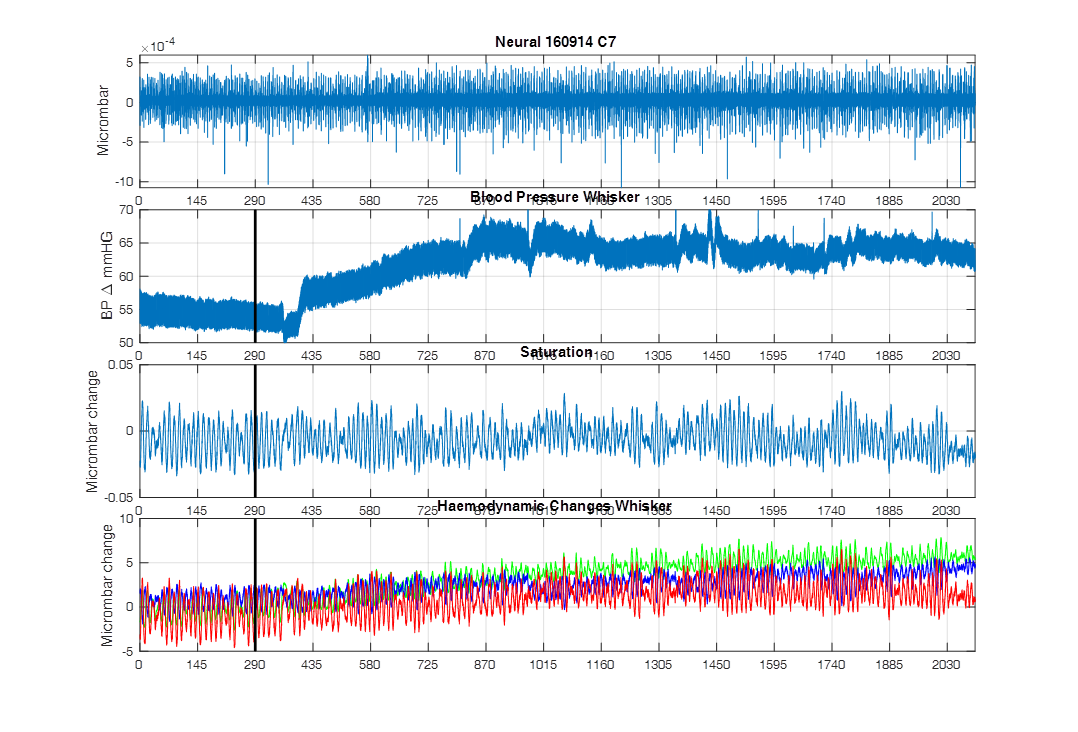 Neural 160914 C7
×10-4
5
0
-5
-10
Micrombar
0 145 290 435 580 725 870 1015 1160 1305 1450 1595 1740 1885 2030
Blood Pressure Whisker
70
65
60
55
50
BP Δ mmHG
0 145 290 435 580 725 870 1015 1160 1305 1450 1595 1740 1885 2030
Saturation
0.05
0
-0.05
Micrombar change
0 145 290 435 580 725 870 1015 1160 1305 1450 1595 1740 1885 2030
Haemodynamic Changes Whisker
10
5
0
-5
Micrombar change
0 145 290 435 580 725 870 1015 1160 1305 1450 1595 1740 1885 2030